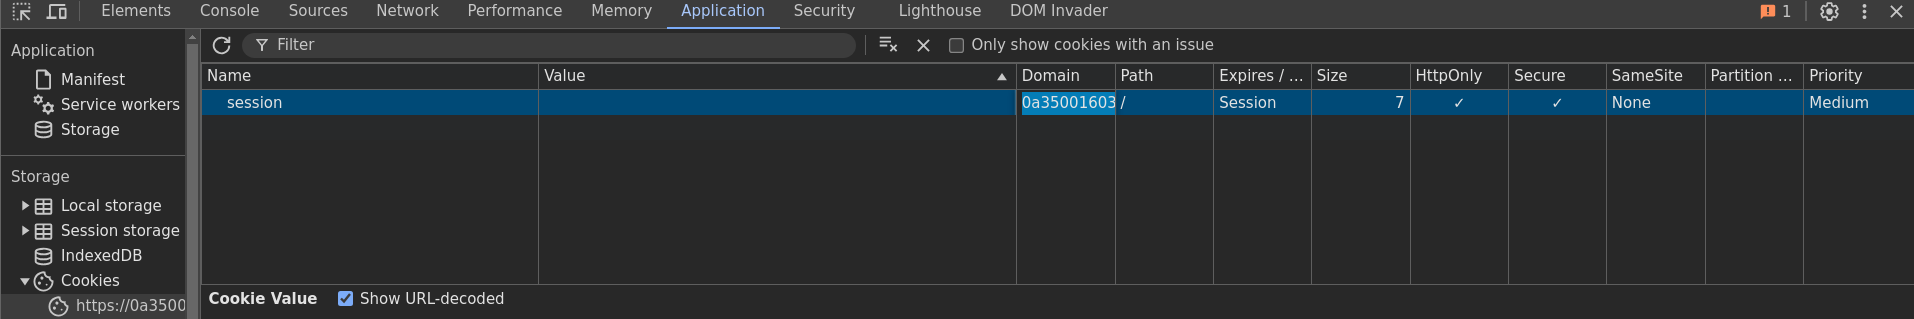 Elements Console Sources Network Performance Memory Application Security Lighthouse DOM Invader 1
Application
Manifest
Service workers
Storage
Storage
Local storage
Session storage
IndexedDB
Cookies
https://0a3500
Filter Only show cookies with an issue
Name Value Domain Path Expires / ... Size HttpOnly Secure SameSite Partition ... Priority
session 0a35001603 / Session 7 ✓ ✓ None Medium
Cookie Value Show URL-decoded